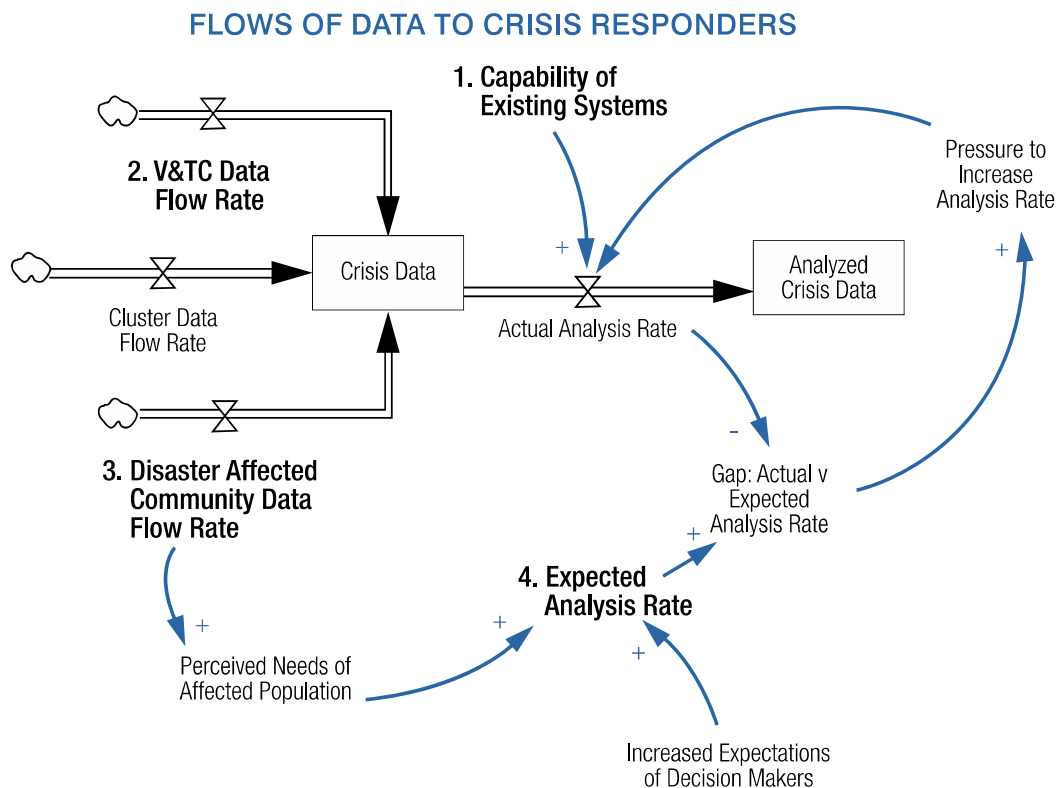 FLOWS OF DATA TO CRISIS RESPONDERS
1. Capability of
Existing Systems
2. V&TC Data
Flow Rate
Pressure to
Increase
Analysis Rate
+
+
Crisis Data
Analyzed
Crisis Data
Cluster Data
Flow Rate
Actual Analysis Rate
-
3. Disaster Affected
Community Data
Flow Rate
Gap: Actual v
Expected
Analysis Rate
+
4. Expected
Analysis Rate
+
+
+
Perceived Needs of
Affected Population
Increased Expectations
of Decision Makers